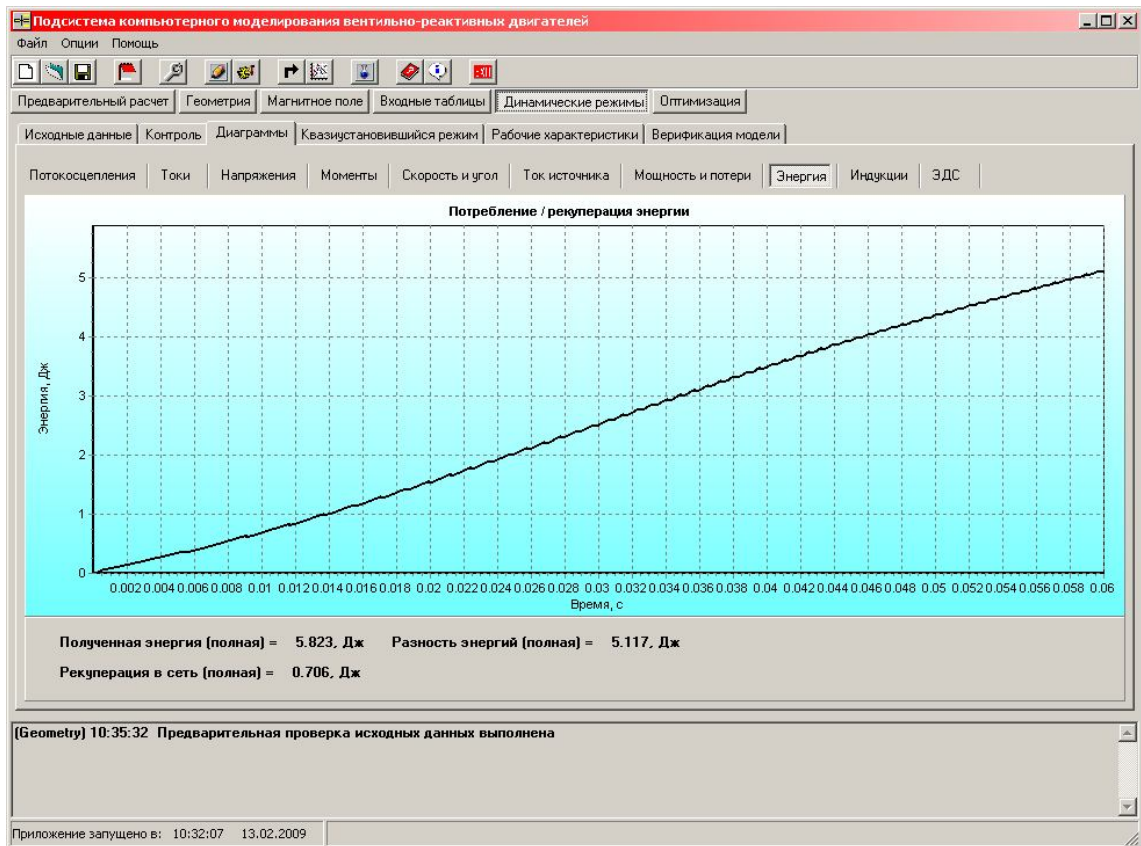 Подсистема компьютерного моделирования вентильно-реактивных двигателей
Файл Опции Помощь
EXIT
Предварительный расчет Геометрия Магнитное поле Входные таблицы Динамические режимы Оптимизация
Исходные данные Контроль Диаграммы Квазиустановившийся режим Рабочие характеристики Верификация модели
Потокосцепления Токи Напряжения Моменты Скорость и угол Ток источника Мощность и потери Энергия Индукции ЭДС
Потребление / рекуперация энергии
5
4
Энергия, Дж
3
2
1
0
0.002 0.004 0.006 0.008 0.01 0.012 0.014 0.016 0.018 0.02 0.022 0.024 0.026 0.028 0.03 0.032 0.034 0.036 0.038 0.04 0.042 0.044 0.046 0.048 0.05 0.052 0.054 0.056 0.058 0.06
Время, с
Полученная энергия (полная) = 5.823, Дж Разность энергий (полная) = 5.117, Дж
Рекуперация в сеть (полная) = 0.706, Дж
(Geometry) 10:35:32 Предварительная проверка исходных данных выполнена
Приложение запущено в: 10:32:07 13.02.2009